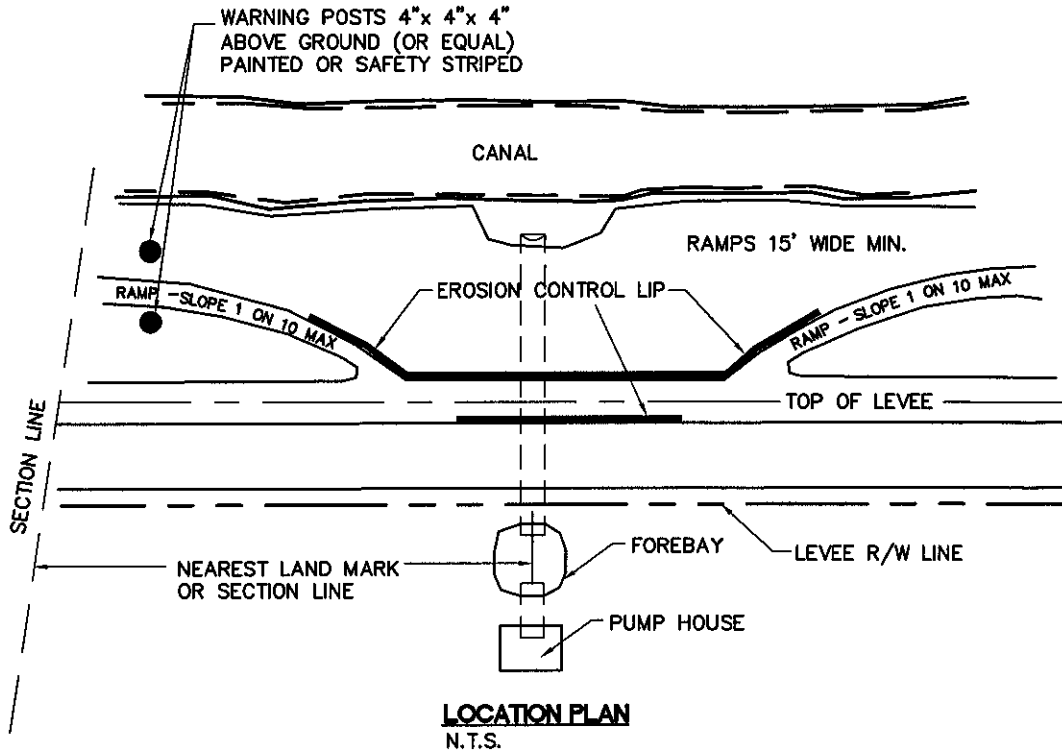 WARNING POSTS 4"x 4"x 4"
ABOVE GROUND (OR EQUAL)
PAINTED OR SAFETY STRIPED
CANAL
RAMPS 15' WIDE MIN.
RAMP - SLOPE 1 ON 10 MAX
EROSION CONTROL LIP
RAMP - SLOPE 1 ON 10 MAX
TOP OF LEVEE
SECTION LINE
FOREBAY
LEVEE R/W LINE
NEAREST LAND MARK
OR SECTION LINE
PUMP HOUSE
LOCATION PLAN
N.T.S.